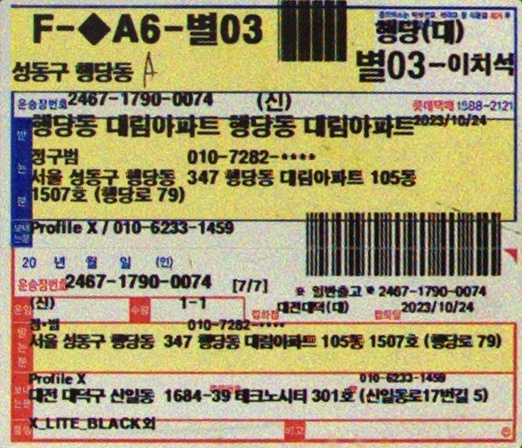 F-◆A6-별03
행당(대)
성동구 행당동 A
별03-이치석
운송장번호 2467-1790-0074 (신) 롯데택배 1588-2121
행당동 대림아파트 행당동 대림아파트 2023/10/24
정구범 010-7282-••••
서울 성동구 행당동 347 행당동 대림아파트 105동
1507호 (행당로 79)
Profile X / 010-6233-1459
20 년 월 일 (인)
운송장번호 2467-1790-0074 [7/7] ※ 일반출고 * 2467-1790-0074
(신) 수량 1-1 집하점 대전대덕(대) 집하일 2023/10/24
정*범 010-7282-••••
서울 성동구 행당동 347 행당동 대림아파트 105동 1507호 (행당로 79)
Profile X 010-6233-1459
대전 대덕구 신일동 1684-39 테크노시티 301호 (신일동로17번길 5)
X_LITE_BLACK외 비고